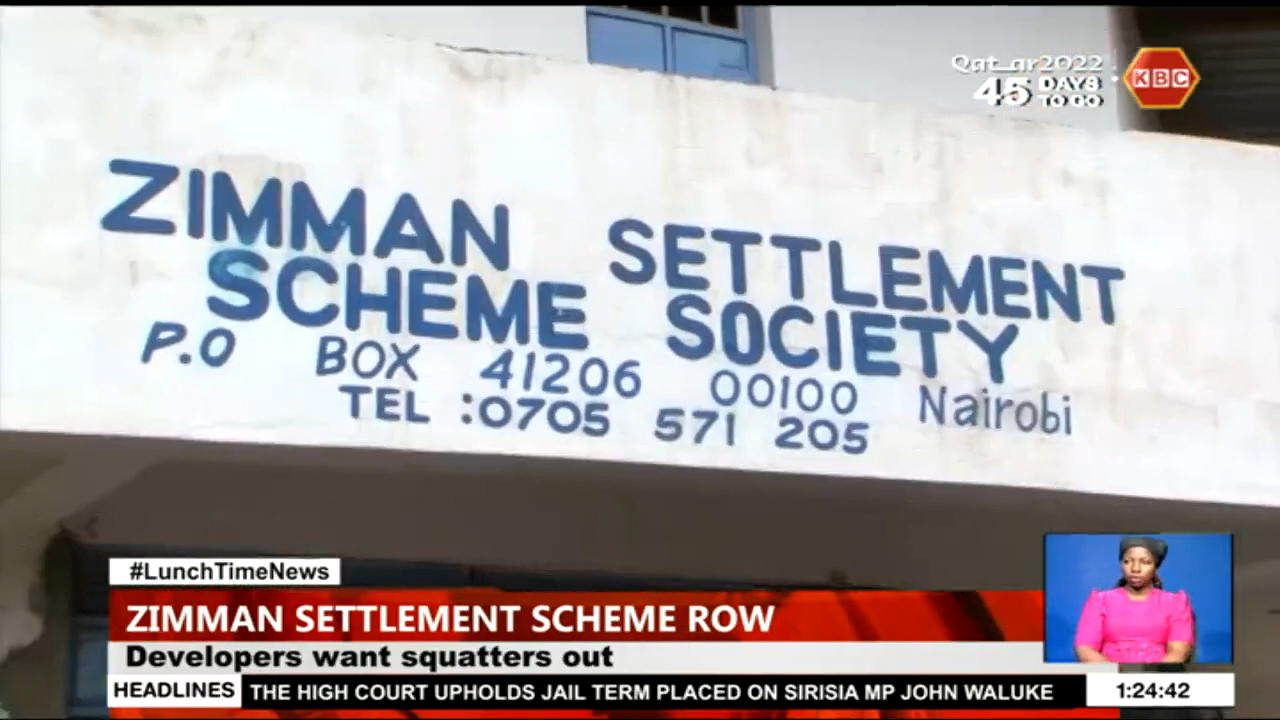 Qatar2022
45 DAYS TO GO
KBC
ZIMMAN SETTLEMENT
SCHEME SOCIETY
P.O BOX 41206 00100 Nairobi
TEL :0705 571 205
#LunchTimeNews
ZIMMAN SETTLEMENT SCHEME ROW
Developers want squatters out
HEADLINES THE HIGH COURT UPHOLDS JAIL TERM PLACED ON SIRISIA MP JOHN WALUKE 1:24:42